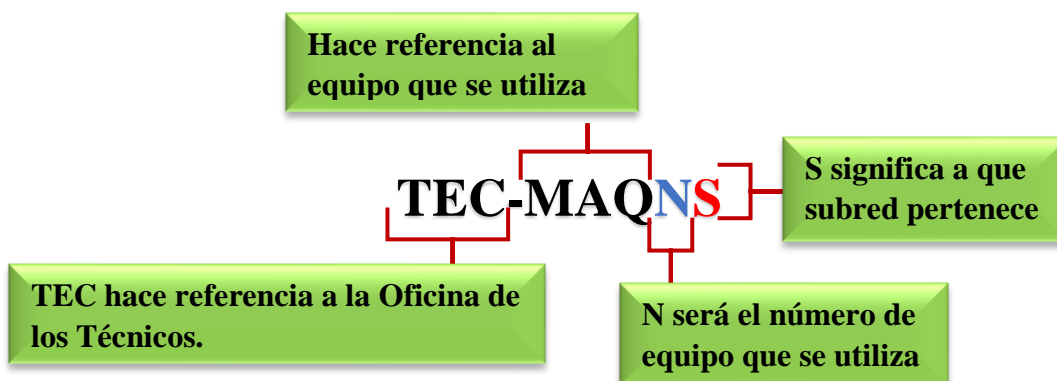 Hace referencia al
equipo que se utiliza
TEC-MAQNS
S significa a que
subred pertenece
TEC hace referencia a la Oficina de
los Técnicos.
N será el número de
equipo que se utiliza